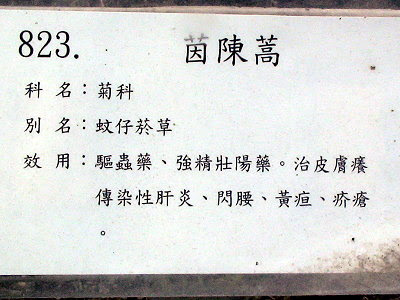 823. 茵陳蒿
科名：菊科
別名：蚊仔菸草
效用：驅蟲藥、強精壯陽藥。治皮膚癢
傳染性肝炎、閃腰、黃疸、疥瘡
。